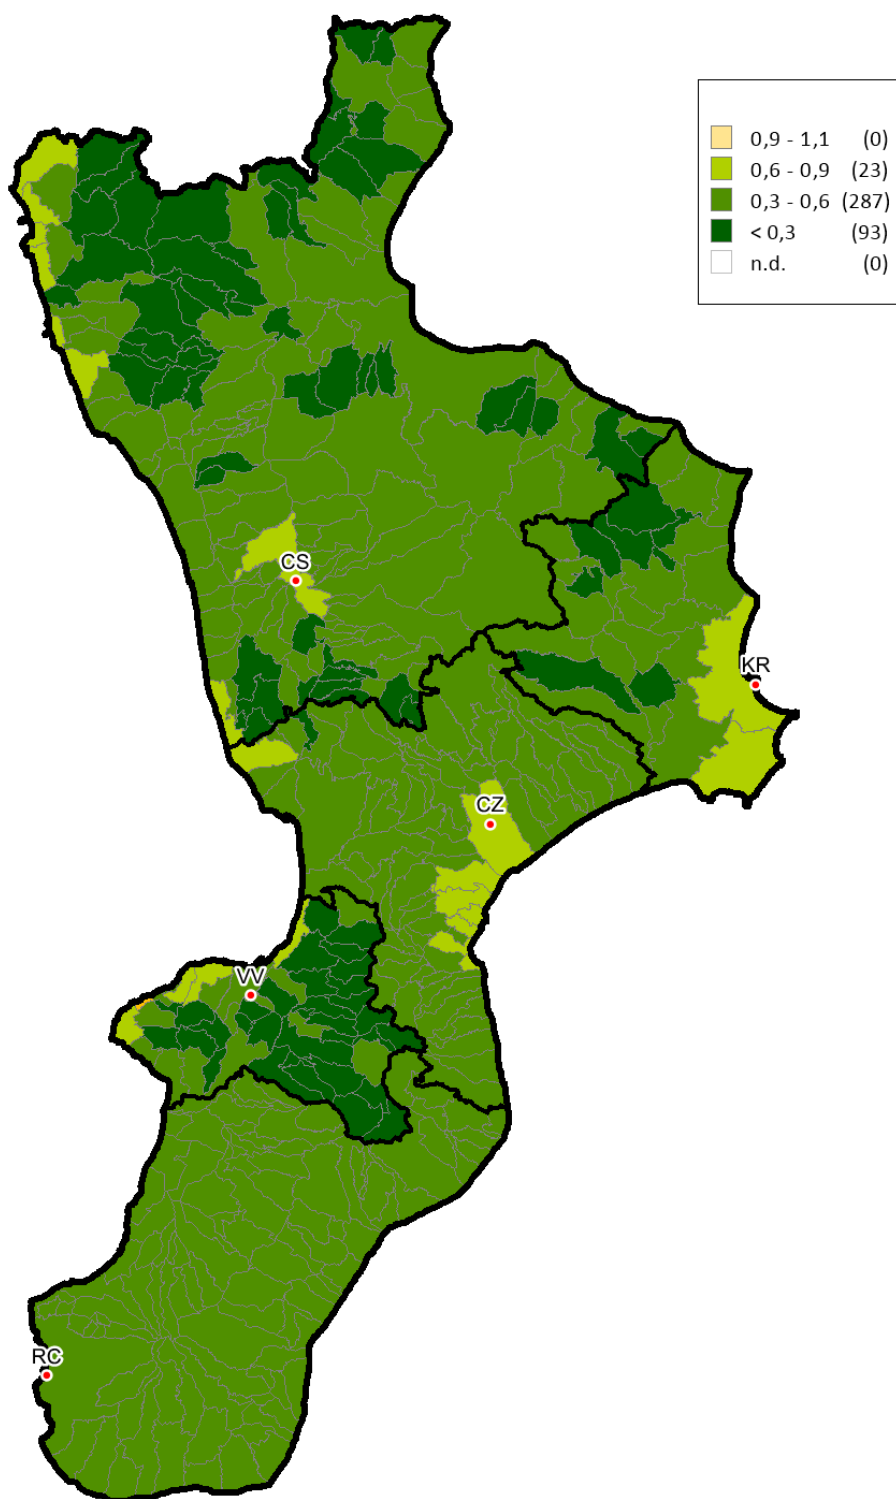 0,9 - 1,1 (0)
0,6 - 0,9 (23)
0,3 - 0,6 (287)
< 0,3 (93)
n.d. (0)
CS
KR
CZ
VV
RC